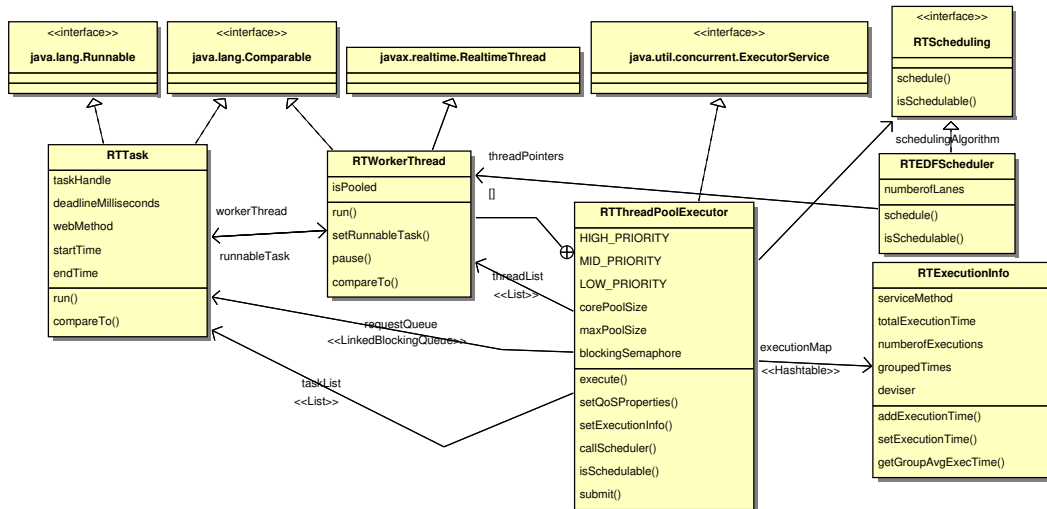 <<interface>>
java.lang.Runnable
<<interface>>
java.lang.Comparable
javax.realtime.RealtimeThread
<<interface>>
java.util.concurrent.ExecutorService
<<interface>>
RTScheduling
schedule()
isSchedulable()
schedulingAlgorithm
RTTask
taskHandle
deadlineMilliseconds
webMethod
startTime
endTime
run()
compareTo()
workerThread
runnableTask
RTWorkerThread
isPooled
run()
setRunnableTask()
pause()
compareTo()
threadPointers
[]
RTEDFScheduler
numberofLanes
schedule()
isSchedulable()
threadList
<<List>>
requestQueue
<<LinkedBlockingQueue>>
taskList
<<List>>
RTThreadPoolExecutor
HIGH_PRIORITY
MID_PRIORITY
LOW_PRIORITY
corePoolSize
maxPoolSize
blockingSemaphore
execute()
setQoSProperties()
setExecutionInfo()
callScheduler()
isSchedulable()
submit()
executionMap
<<Hashtable>>
RTExecutionInfo
serviceMethod
totalExecutionTime
numberofExecutions
groupedTimes
deviser
addExecutionTime()
setExecutionTime()
getGroupAvgExecTime()